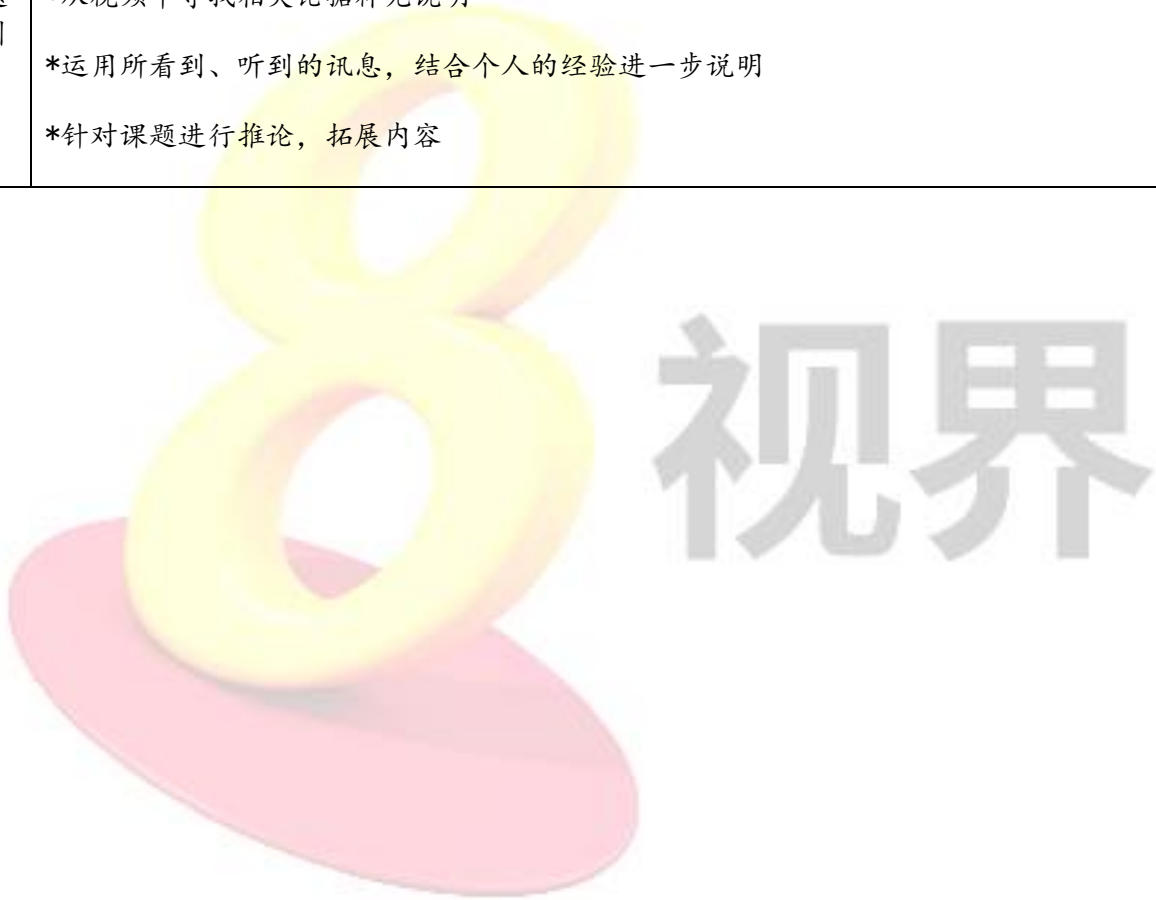 *运用所看到、听到的讯息，结合个人的经验进一步说明
*针对课题进行推论，拓展内容
8视界